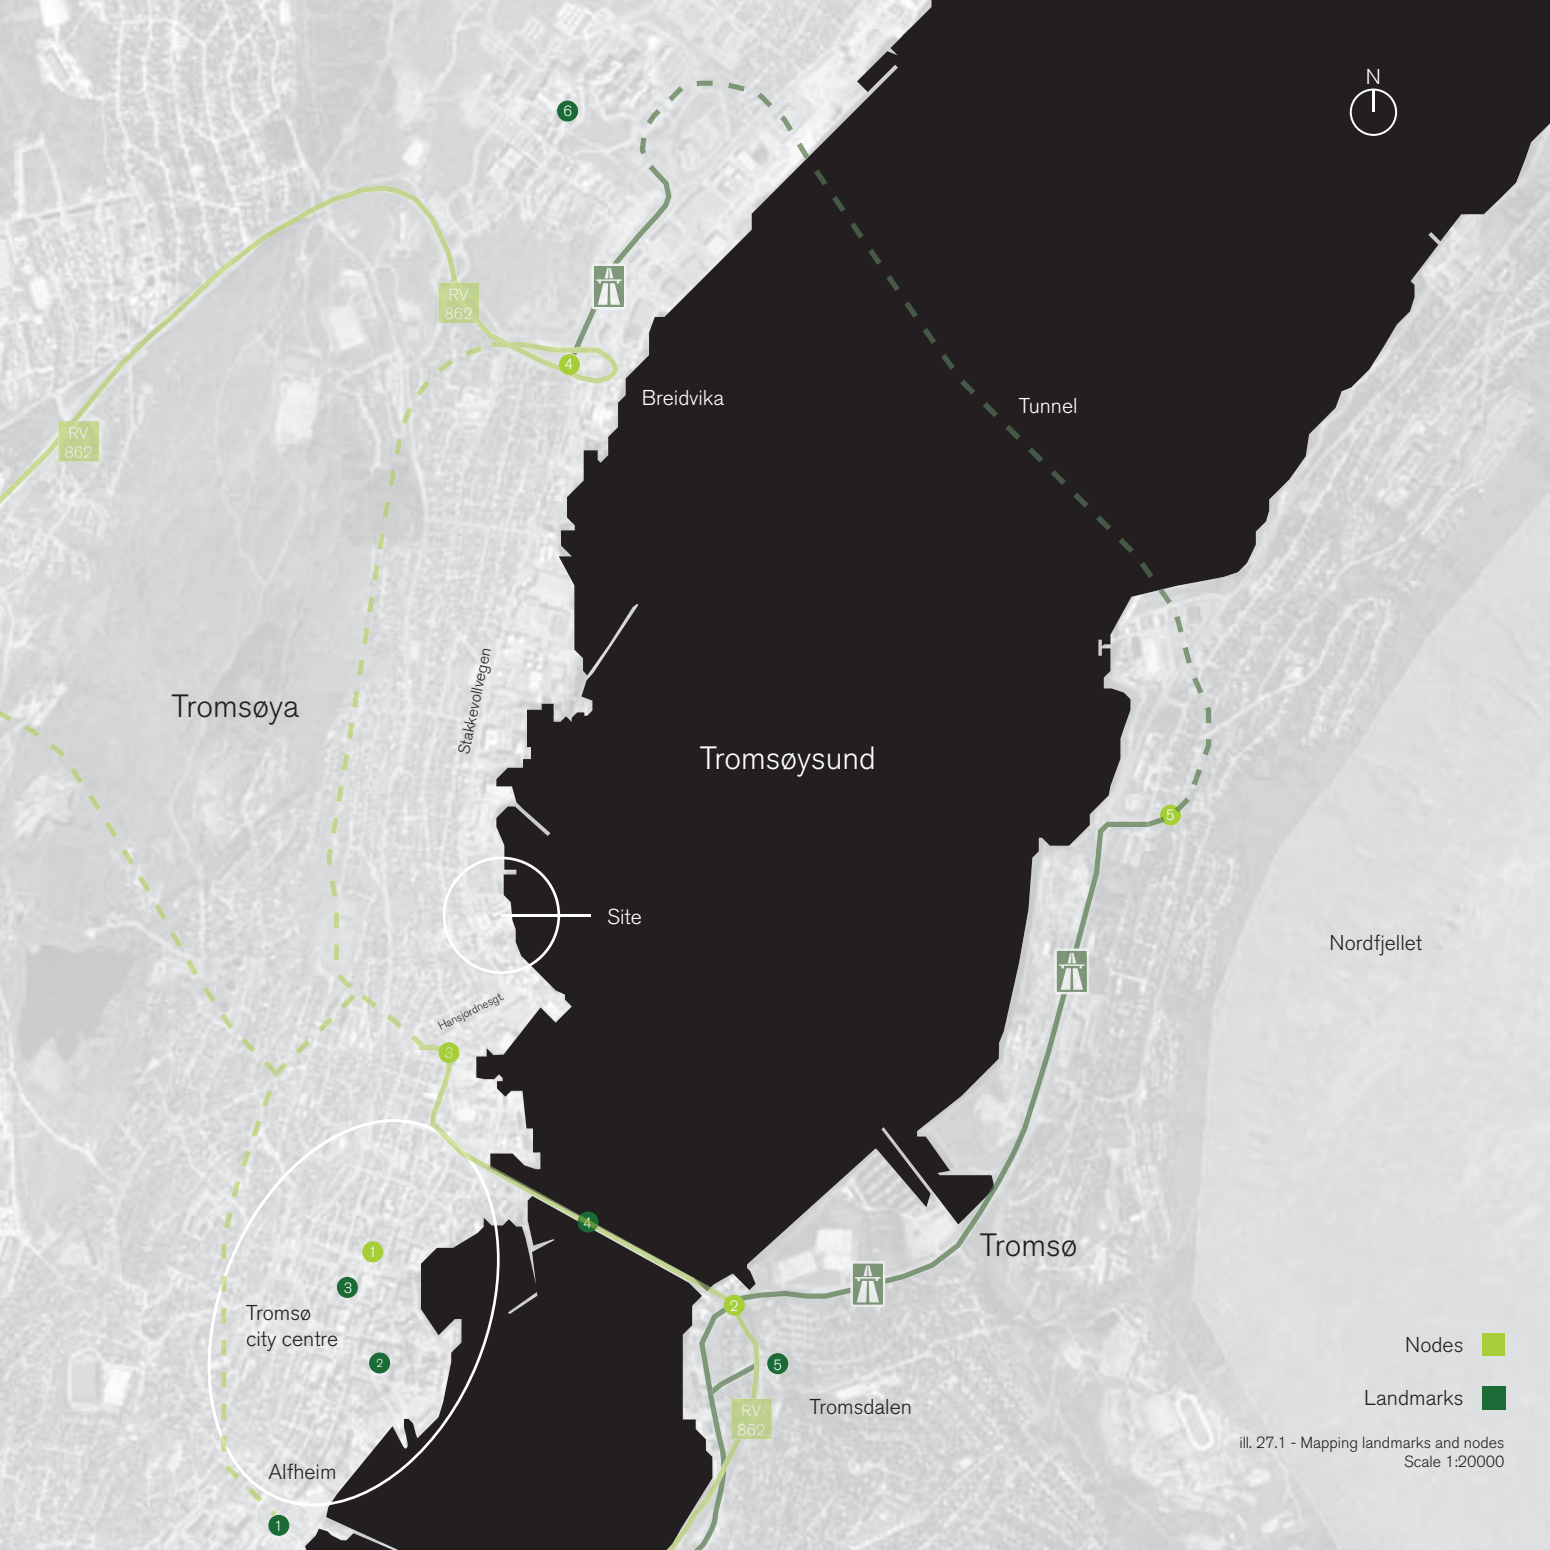 N
6
RV
862
4
Breidvika
Tunnel
RV
862
Stakkevollvegen
Tromsøya
Tromsøysund
5
Site
Nordfjellet
Hansjordnesgt.
3
4
Tromsø
1
3
Tromsø
city centre
2
2
5
Tromsdalen
RV
862
Nodes
Landmarks
ill. 27.1 - Mapping landmarks and nodes
Scale 1:20000
Alfheim
1